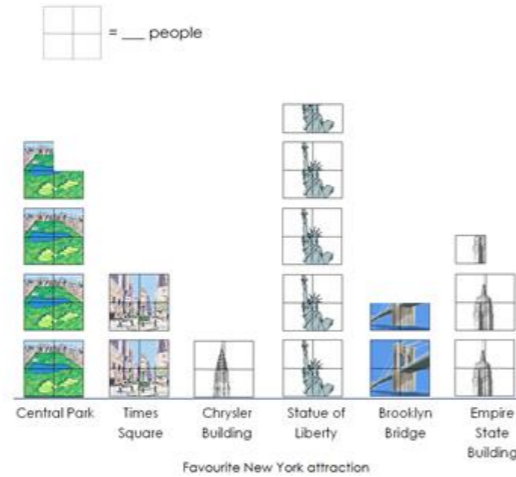 = ___ people
Central Park
Times
Square
Chrysler
Building
Statue of
Liberty
Brooklyn
Bridge
Empire
State
Building
Favourite New York attraction